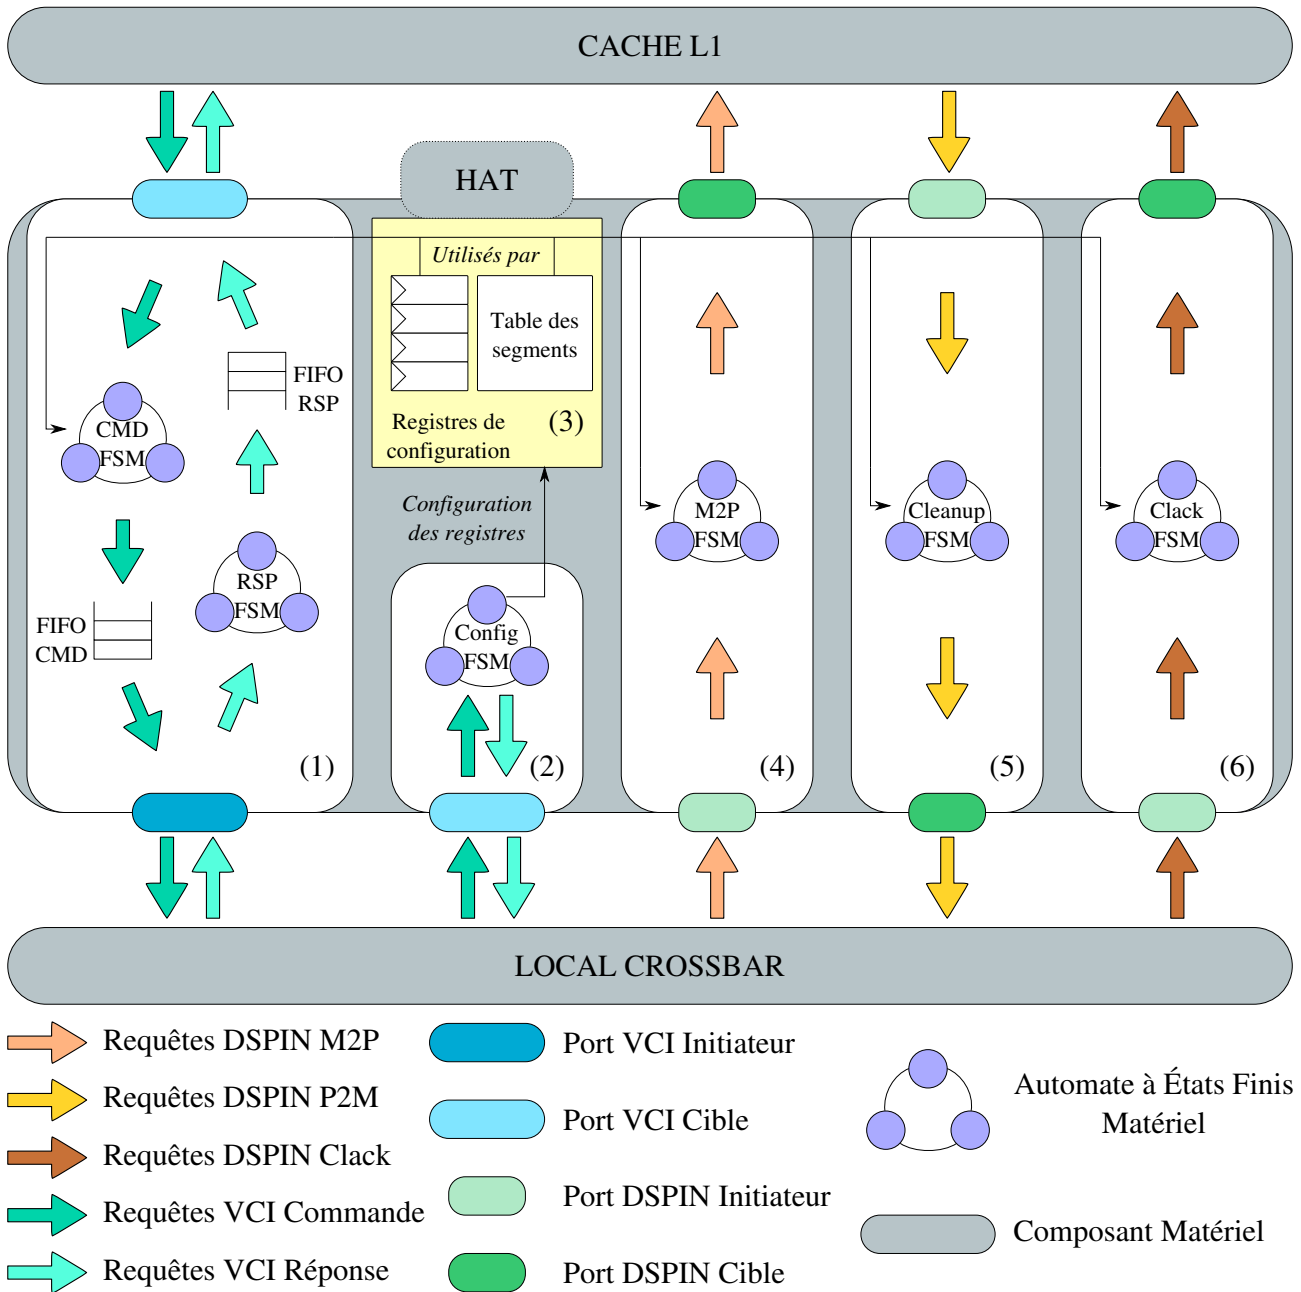 CACHE L1
HAT
Utilisés par
Table des
segments
FIFO
RSP
CMD
FSM
Registres de
configuration
(3)
Configuration
des registres
M2P
FSM
Cleanup
FSM
Clack
FSM
RSP
FSM
FIFO
CMD
Config
FSM
(1)
(2)
(4)
(5)
(6)
LOCAL CROSSBAR
Requêtes DSPIN M2P
Requêtes DSPIN P2M
Requêtes DSPIN Clack
Requêtes VCI Commande
Requêtes VCI Réponse
Port VCI Initiateur
Port VCI Cible
Port DSPIN Initiateur
Port DSPIN Cible
Automate à États Finis
Matériel
Composant Matériel